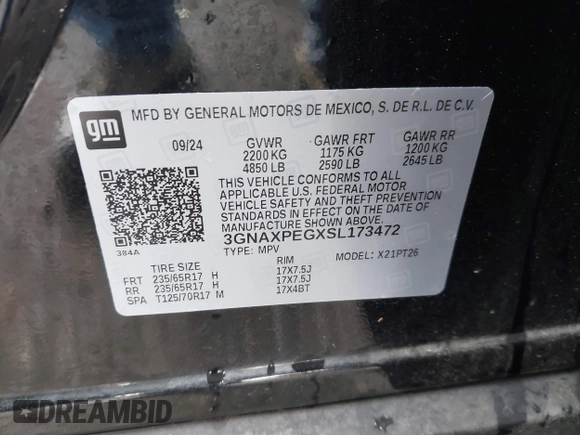 gm
MFD BY GENERAL MOTORS DE MEXICO, S. DE R.L. DE C.V.
09/24 GVWR GAWR FRT GAWR RR
2200 KG 1175 KG 1200 KG
4850 LB 2590 LB 2645 LB
THIS VEHICLE CONFORMS TO ALL
APPLICABLE U.S. FEDERAL MOTOR
VEHICLE SAFETY, BUMPER, AND THEFT
PREVENTION STANDARDS IN EFFECT ON
THE DATE OF MANUFACTURE SHOWN ABOVE.
3GNAXPEGXSL173472
384A TYPE: MPV MODEL: X21PT26
TIRE SIZE RIM
FRT 235/65R17 H 17X7.5J
RR 235/65R17 H 17X7.5J
SPA T125/70R17 M 17X4BT
DREAMBID